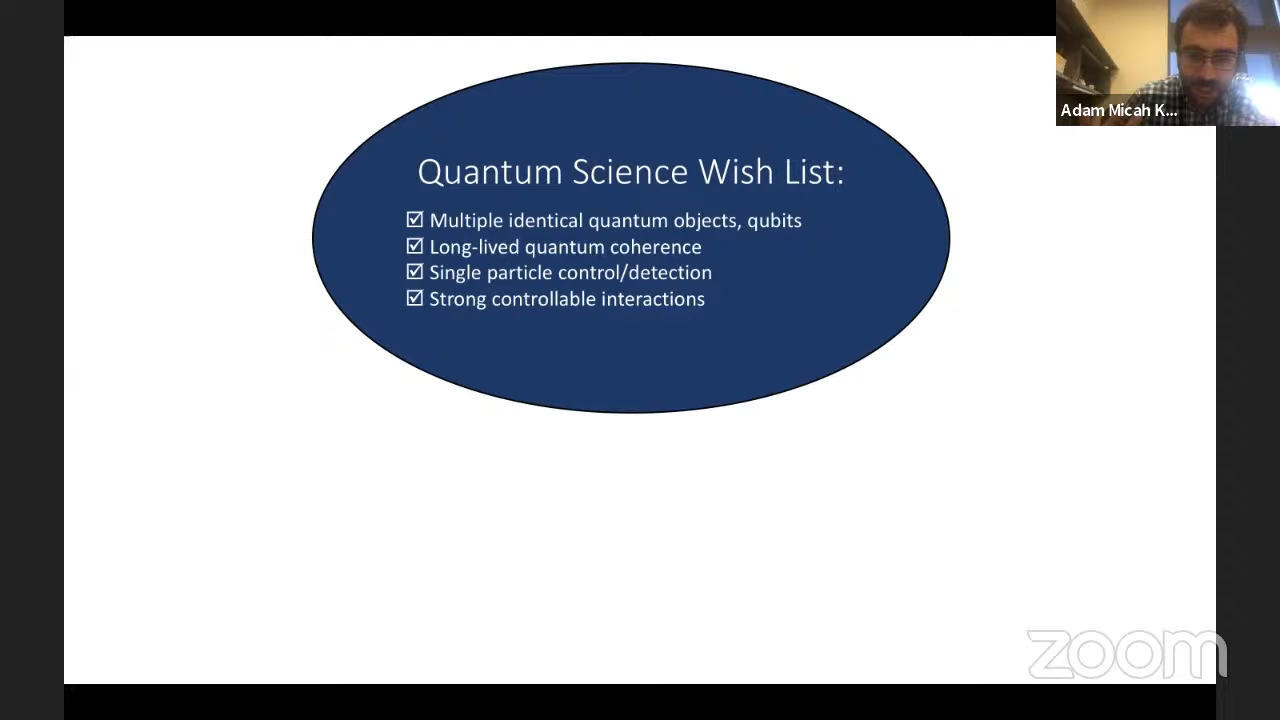 Quantum Science Wish List:
☑ Multiple identical quantum objects, qubits
☑ Long-lived quantum coherence
☑ Single particle control/detection
☑ Strong controllable interactions
Adam Micah K...
zoom